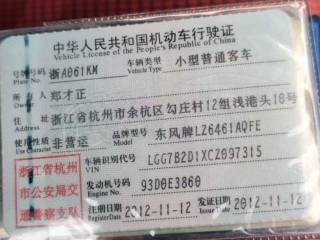 中华人民共和国机动车行驶证
Vehicle License of the People's Republic of China
号牌号码 浙A061KM 车辆类型 小型普通客车
Plate No. Vehicle Type
所有人 郑才正
Owner
住址 浙江省杭州市余杭区勾庄村12组浅港头10号
Address
使用性质 非营运 品牌型号 东风牌LZ6461AQFE
Use Character Model
浙江省杭州
市公安局交
通警察支队
车辆识别代号 LGG7B2D1XCZ097315
VIN
发动机号码 93D0E3860
Engine No.
注册日期 2012-11-12 发证日期 2012-11-12
Register Date Issue Date